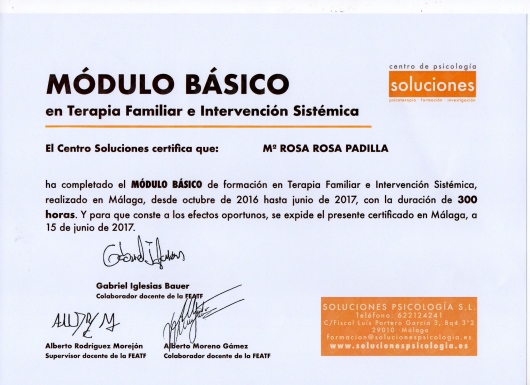 centro de psicología
soluciones
psicoterapia formación investigación
MÓDULO BÁSICO
en Terapia Familiar e Intervención Sistémica
El Centro Soluciones certifica que: Mª ROSA ROSA PADILLA
ha completado el MÓDULO BÁSICO de formación en Terapia Familiar e Intervención Sistémica,
realizado en Málaga, desde octubre de 2016 hasta junio de 2017, con la duración de 300
horas. Y para que conste a los efectos oportunos, se expide el presente certificado en Málaga, a
15 de junio de 2017.
Gabriel Iglesias Bauer
Colaborador docente de la FEATF
Alberto Rodríguez Morejón
Supervisor docente de la FEATF
Alberto Moreno Gámez
Colaborador docente de la FEATF
SOLUCIONES PSICOLOGÍA S.L.
Teléfono: 622124241
C/Fiscal Luis Portero García 3, 
29010 Málaga
formacion@solucionespsicologia.es
www.solucionespsicologia.es